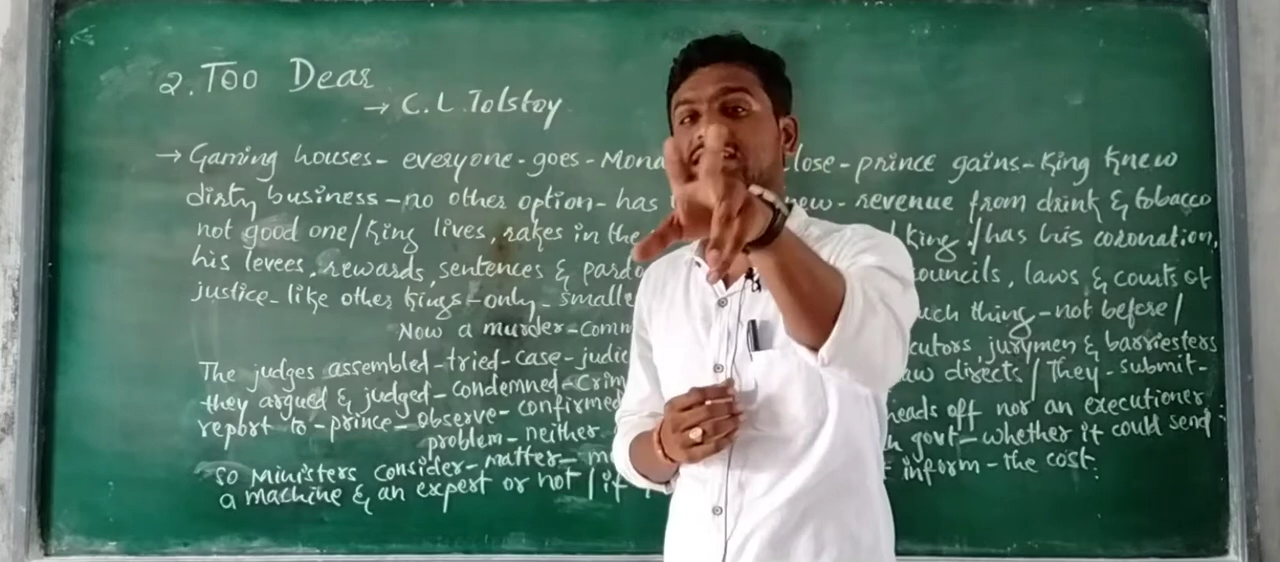 2. Too Dear
→ C. L. Tolstoy
→ Gaming houses - everyone - goes - Mona lose - prince gains - King knew
dirty business - no other option - has new - revenue from drink & tobacco
not good one / King lives, rakes in the king / has his coronation,
his levees, rewards, sentences & pardo ouncils, laws & courts of
justice - like other kings - only - smalle uch thing - not before /
Now a murder - Comm
The judges assembled - tried - case - judic cutors, jurymen & barriesters
they argued & judged - condemned - Crim aw directs / They - submit -
report to - prince - observe - confirmed heads off nor an executioner
problem - neither govt - whether it could send
So Ministers consider - matter - m inform - the cost.
a machine & an expert or not / if